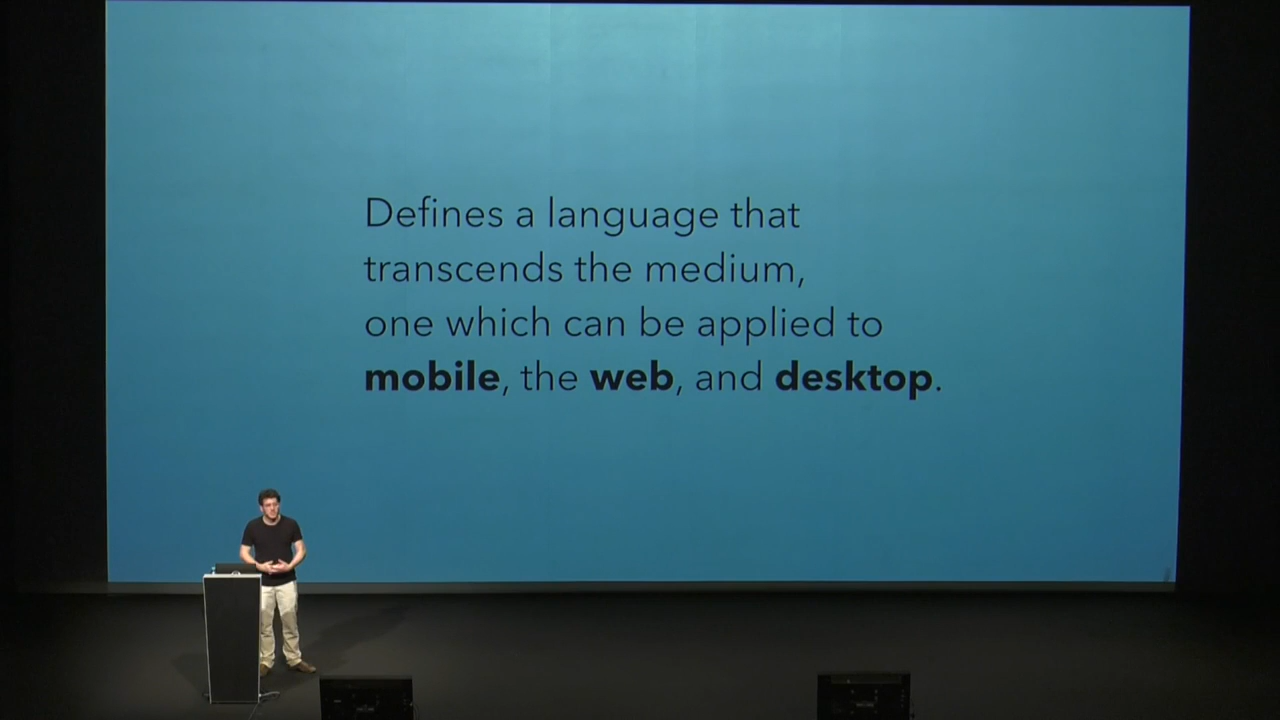 Defines a language that
transcends the medium,
one which can be applied to
mobile, the web, and desktop.